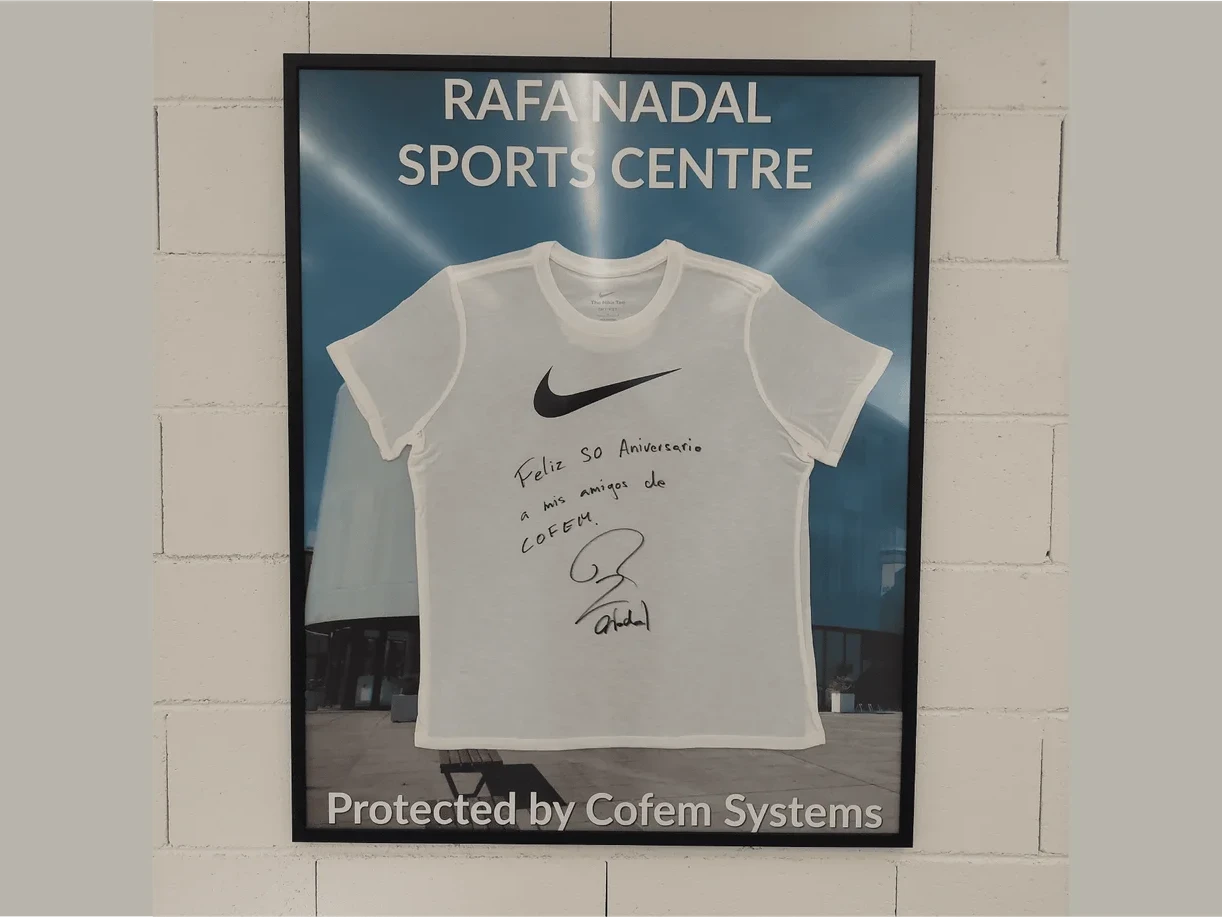 RAFA NADAL
SPORTS CENTRE
Feliz 50 Aniversario
a mis amigos de
COFEM.
Nadal
Protected by Cofem Systems